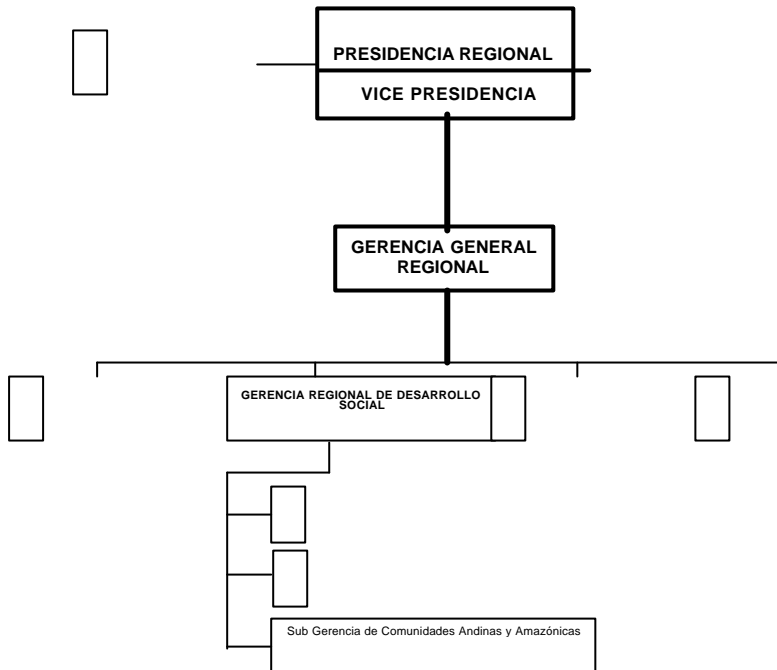 PRESIDENCIA REGIONAL
VICE PRESIDENCIA
GERENCIA GENERAL
REGIONAL
GERENCIA REGIONAL DE DESARROLLO
SOCIAL
Sub Gerencia de Comunidades Andinas y Amazónicas